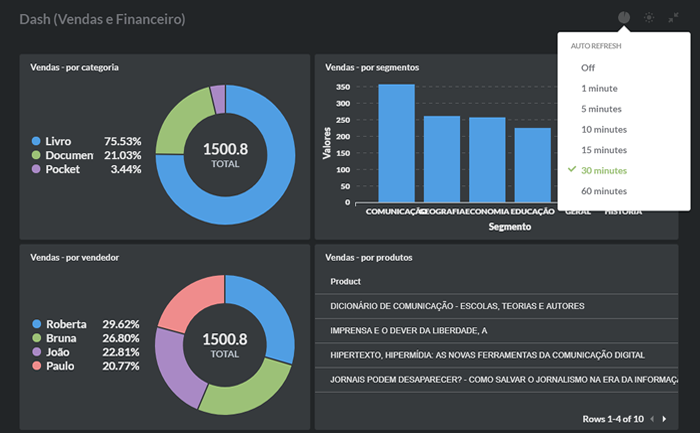 Dash (Vendas e Financeiro)
AUTO REFRESH
Off
1 minute
5 minutes
10 minutes
15 minutes
30 minutes
60 minutes
Vendas - por categoria
Livro 75.53%
Documen 21.03%
Pocket 3.44%
1500.8
TOTAL
Vendas - por segmentos
Valores
350
300
250
200
150
100
50
0
COMUNICAÇÃO GEOGRAFIA ECONOMIA EDUCAÇÃO GERAL HISTORIA
Segmento
Vendas - por vendedor
Roberta 29.62%
Bruna 26.80%
João 22.81%
Paulo 20.77%
1500.8
TOTAL
Vendas - por produtos
Product
DICIONÁRIO DE COMUNICAÇÃO - ESCOLAS, TEORIAS E AUTORES
IMPRENSA E O DEVER DA LIBERDADE, A
HIPERTEXTO, HIPERMÍDIA: AS NOVAS FERRAMENTAS DA COMUNICAÇÃO DIGITAL
JORNAIS PODEM DESAPARECER? - COMO SALVAR O JORNALISMO NA ERA DA INFORMAÇ
Rows 1-4 of 10